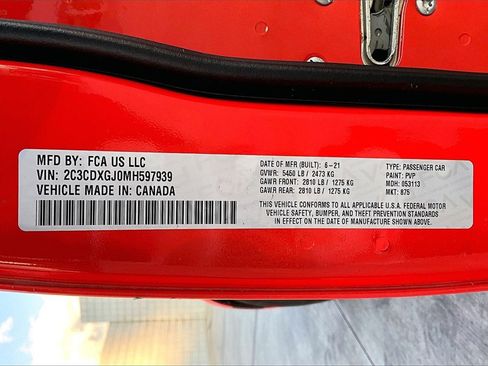 MFD BY: FCA US LLC
VIN: 2C3CDXGJ0MH597939
VEHICLE MADE IN: CANADA
DATE OF MFR (BUILT): 6-21
GVWR: 5450 LB / 2473 KG
GAWR FRONT: 2810 LB / 1275 KG
GAWR REAR: 2810 LB / 1275 KG
TYPE: PASSENGER CAR
PAINT: PVP
MDH: 053113
MKT: 875
THIS VEHICLE CONFORMS TO ALL APPLICABLE U.S.A. FEDERAL MOTOR
VEHICLE SAFETY, BUMPER, AND THEFT PREVENTION STANDARDS
IN EFFECT ON THE DATE OF MANUFACTURE SHOWN ABOVE.